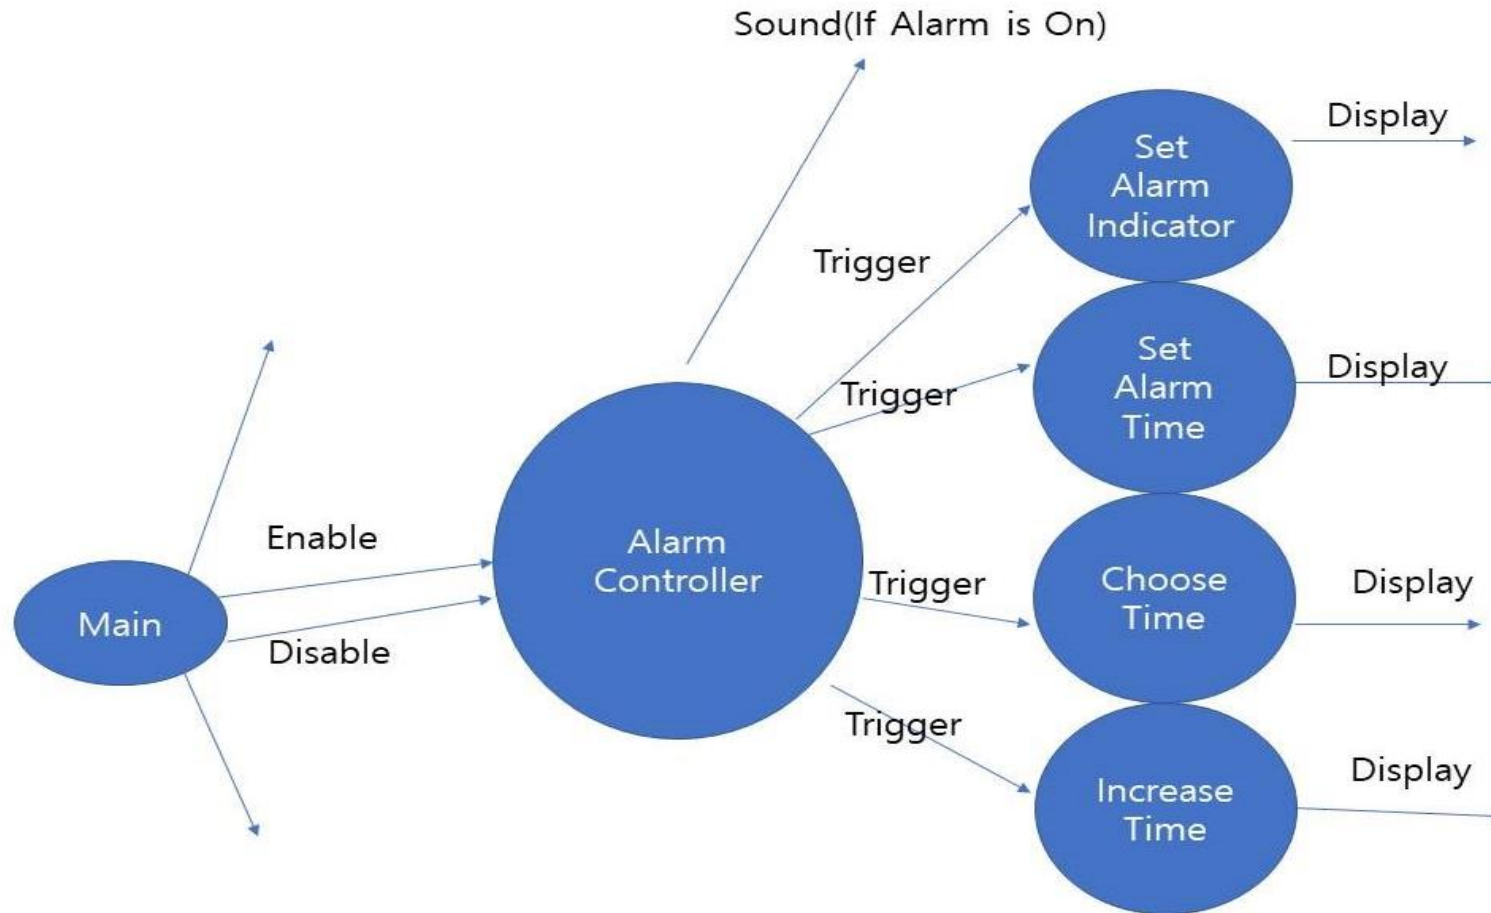 Sound(If Alarm is On)
Display
Set
Alarm
Indicator
Trigger
Set
Alarm
Time
Display
Trigger
Enable
Alarm
Controller
Trigger
Choose
Time
Display
Main
Disable
Trigger
Increase
Time
Display